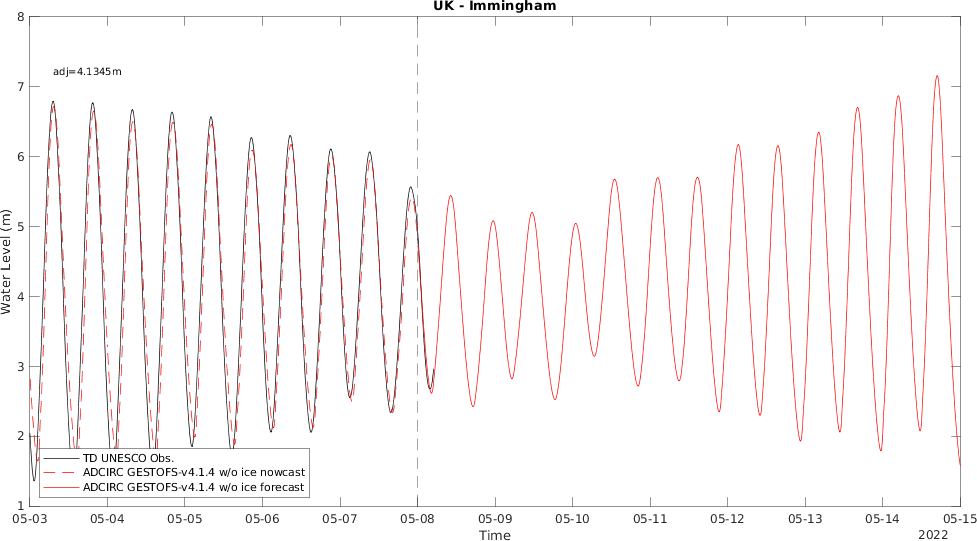 UK - Immingham
8
adj=4.1345m
7
6
5
4
3
2
1
Water Level (m)
TD UNESCO Obs.
ADCIRC GESTOFS-v4.1.4 w/o ice nowcast
ADCIRC GESTOFS-v4.1.4 w/o ice forecast
05-03 05-04 05-05 05-06 05-07 05-08 05-09 05-10 05-11 05-12 05-13 05-14 05-15
Time
2022